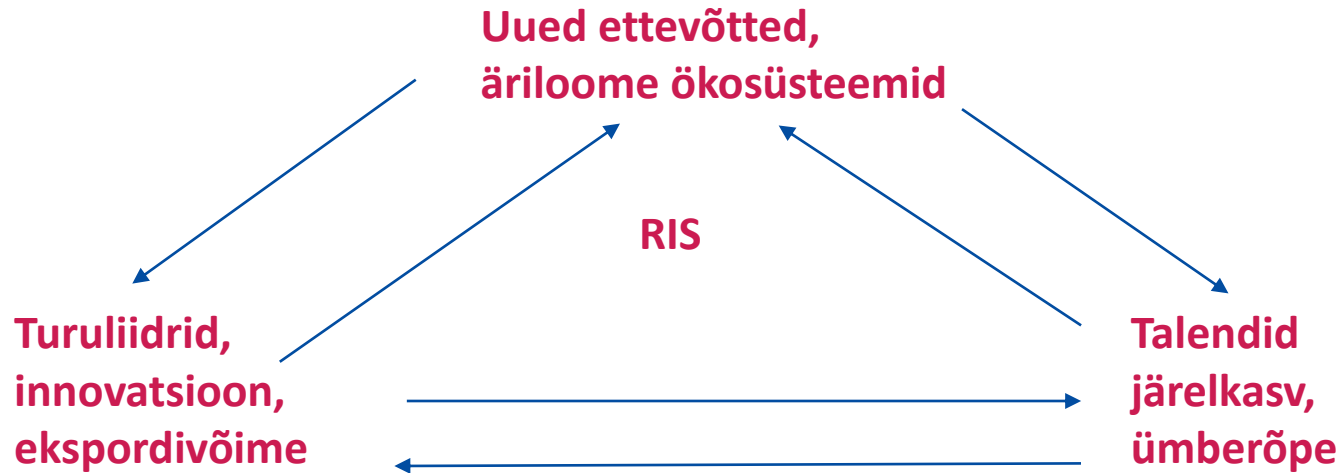 Uued ettevõtted,
äriloome ökosüsteemid
RIS
Turuliidrid,
innovatsioon,
ekspordivõime
Talendid
järelkasv,
ümberõpe